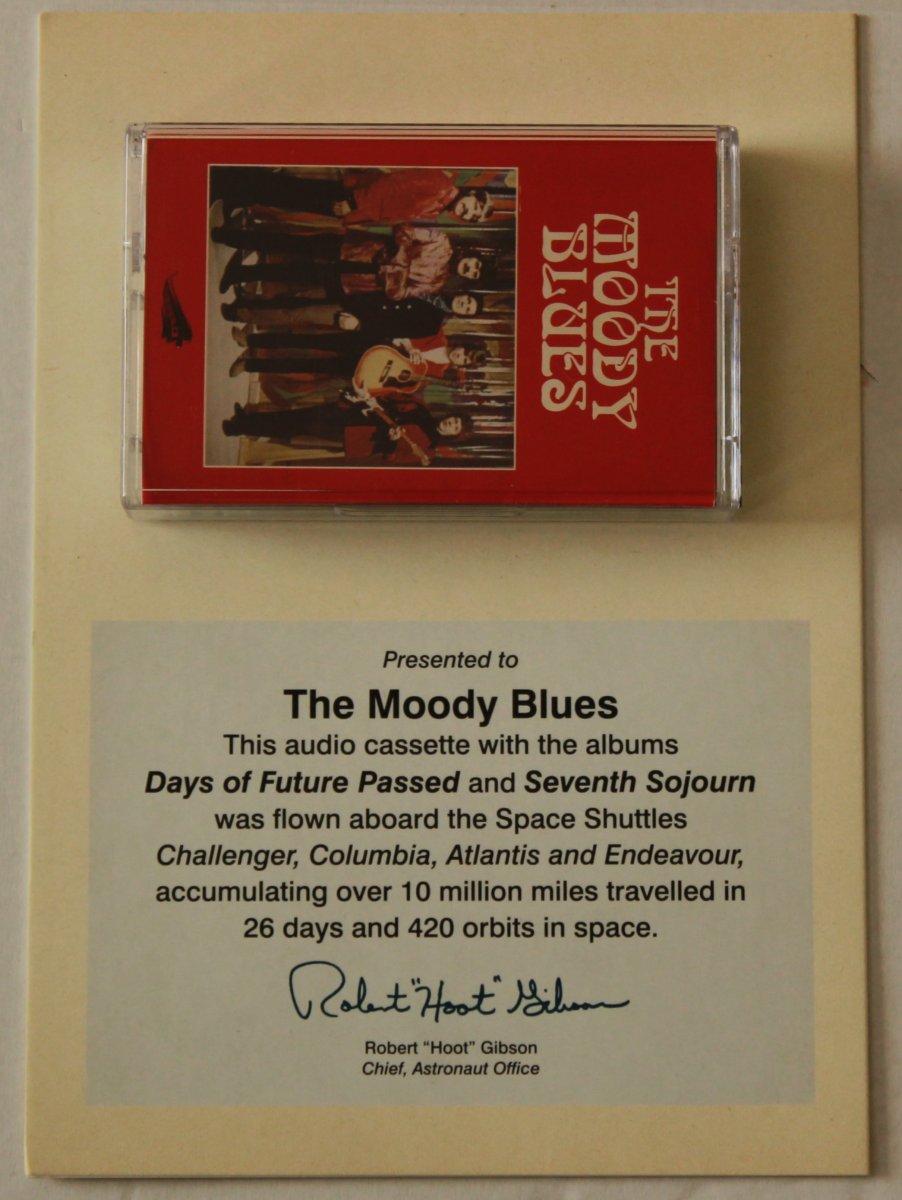 THE
MOODY
BLUES
Presented to
The Moody Blues
This audio cassette with the albums
Days of Future Passed and Seventh Sojourn
was flown aboard the Space Shuttles
Challenger, Columbia, Atlantis and Endeavour,
accumulating over 10 million miles travelled in
26 days and 420 orbits in space.
Robert "Hoot" Gibson
Robert “Hoot” Gibson
Chief, Astronaut Office